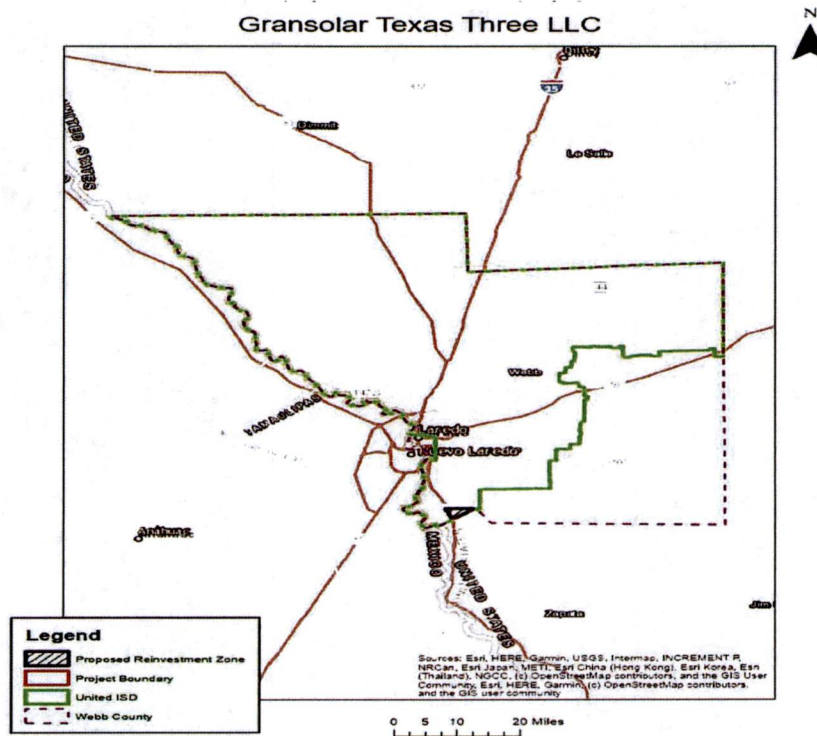 Gransolar Texas Three LLC
N
35
Dimmit
La Salle
UNITED STATES
44
Webb
TAMAULIPAS
Laredo
Nuevo Laredo
MEXICO
UNITED STATES
Zapata
Jim
Legend
Proposed Reinvestment Zone
Project Boundary
United ISD
Webb County
Sources: Esri, HERE, Garmin, USGS, Intermap, INCREMENT P,
NRCan, Esri Japan, METI, Esri China (Hong Kong), Esri Korea, Esri
(Thailand), NGCC, (c) OpenStreetMap contributors, and the GIS User
Community, Esri, HERE, Garmin, (c) OpenStreetMap contributors,
and the GIS user community
0 5 10 20 Miles